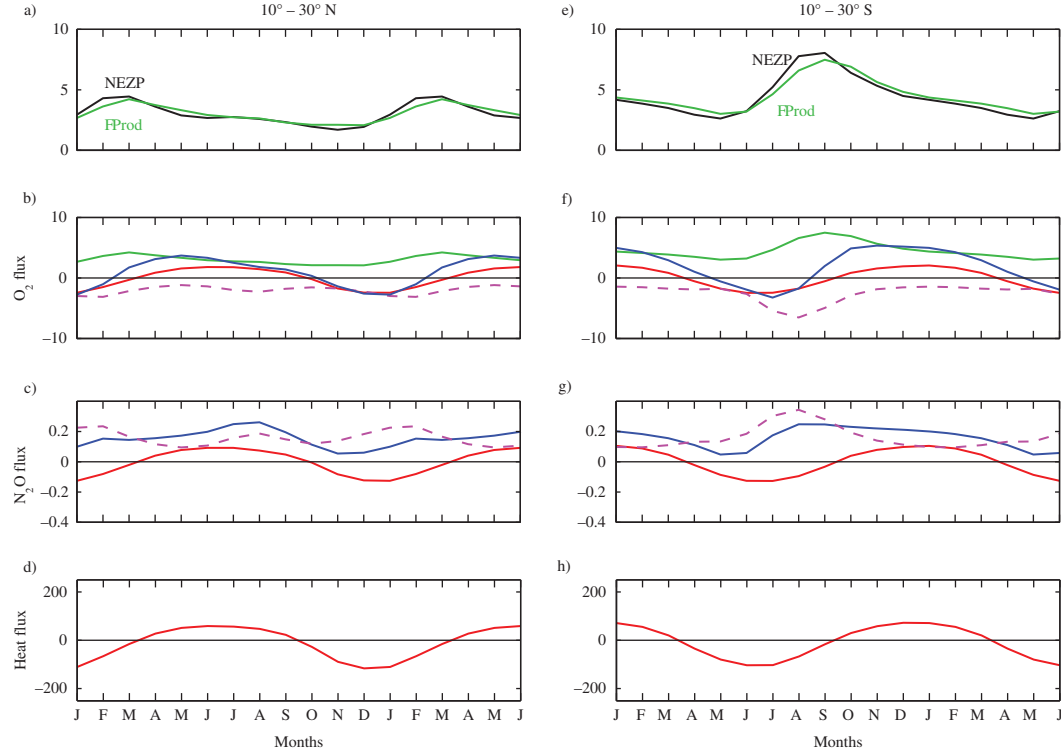 a)
10° – 30° N
10
5
0
NEZP
FProd
b)
O2 flux
10
0
–10
c)
N2O flux
0.2
0
–0.2
–0.4
d)
Heat flux
200
0
–200
J F M A M J J A S O N D J F M A M J
Months
e)
10° – 30° S
10
5
0
NEZP
FProd
f)
10
0
–10
g)
0.2
0
–0.2
–0.4
h)
200
0
–200
J F M A M J J A S O N D J F M A M J
Months